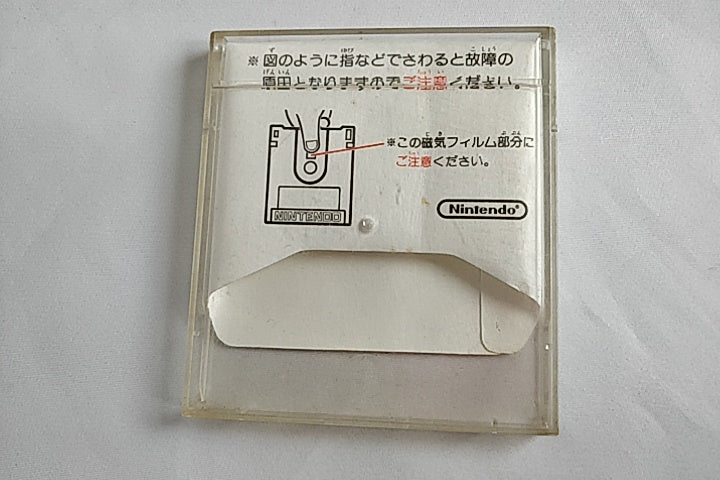 ※図のように指などでさわると故障の
原因となりますのでご注意ください。
※この磁気フィルム部分に
ご注意ください。
Nintendo®
NINTENDO